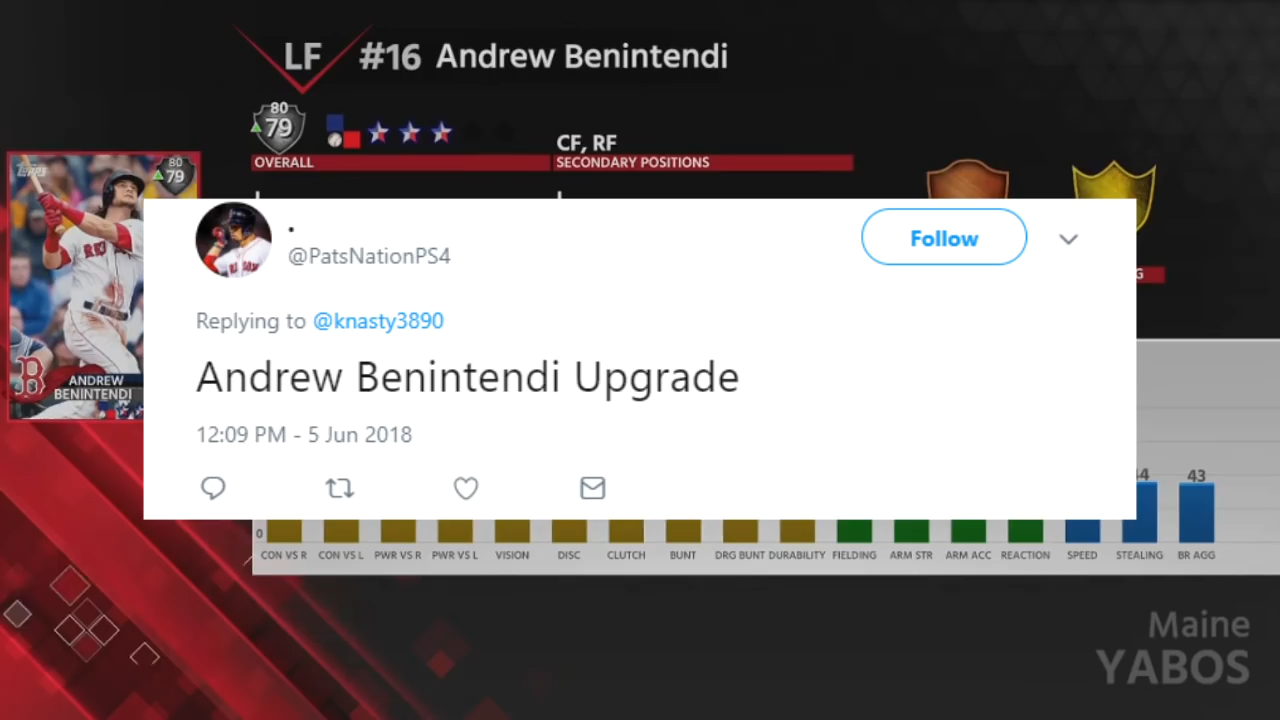 LF #16 Andrew Benintendi
80
79
OVERALL
CF, RF
SECONDARY POSITIONS
topps
80
79
RED
B
ANDREW
BENINTENDI
.
@PatsNationPS4
Follow
Replying to @knasty3890
Andrew Benintendi Upgrade
12:09 PM - 5 Jun 2018
G
44
43
0
CON VS R CON VS L PWR VS R PWR VS L VISION DISC CLUTCH BUNT DRG BUNT DURABILITY FIELDING ARM STR ARM ACC REACTION SPEED STEALING BR AGG
Maine
YABOS